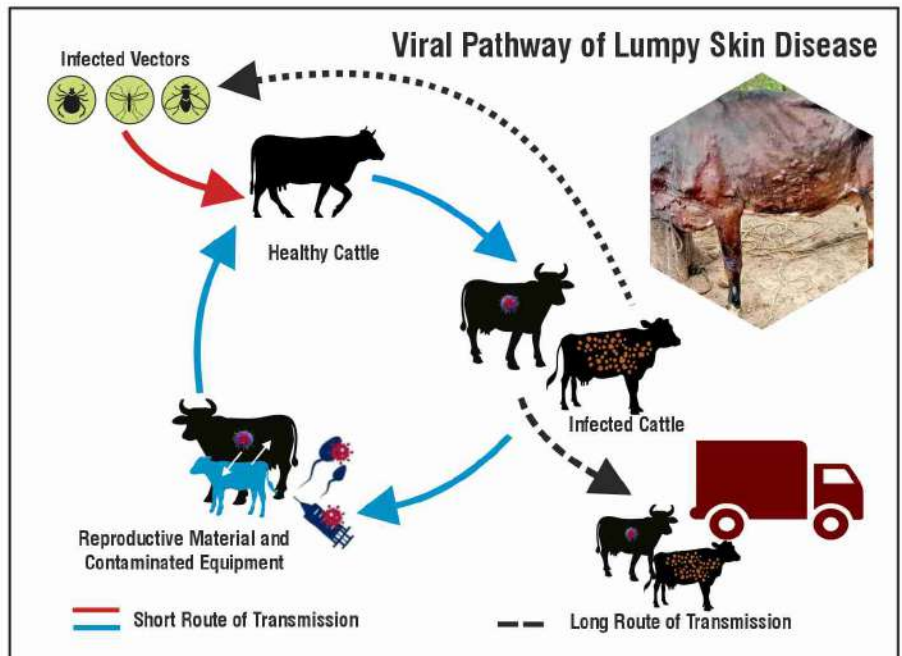 Viral Pathway of Lumpy Skin Disease
Infected Vectors
Healthy Cattle
Infected Cattle
Reproductive Material and
Contaminated Equipment
Short Route of Transmission
Long Route of Transmission